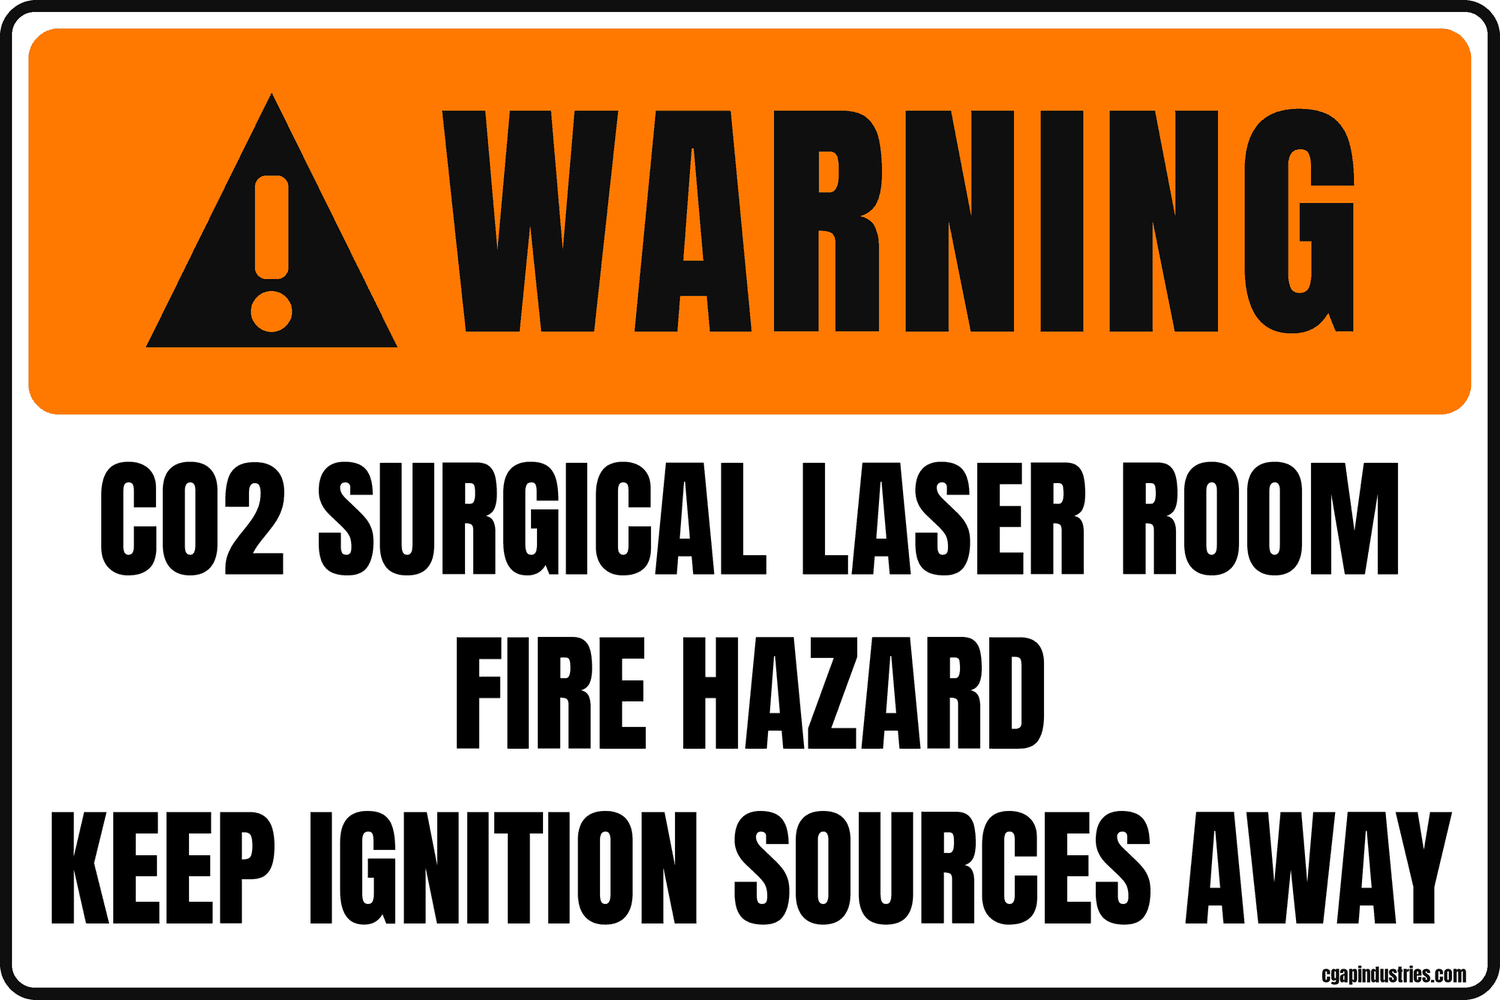 WARNING
CO2 SURGICAL LASER ROOM
FIRE HAZARD
KEEP IGNITION SOURCES AWAY
cgapindustries.com